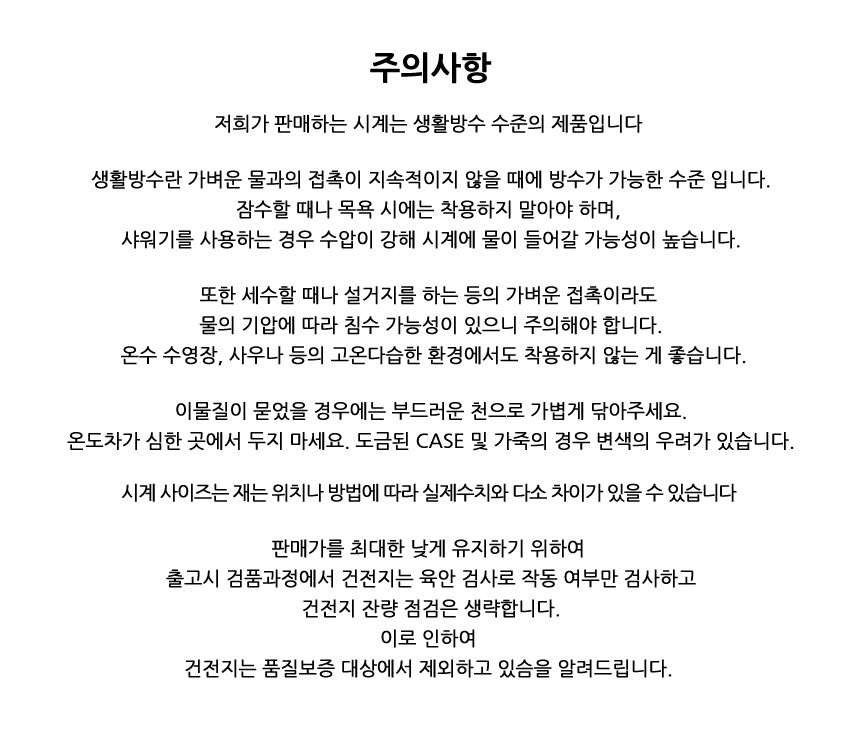 주의사항
저희가 판매하는 시계는 생활방수 수준의 제품입니다
생활방수란 가벼운 물과의 접촉이 지속적이지 않을 때에 방수가 가능한 수준 입니다.
잠수할 때나 목욕 시에는 착용하지 말아야 하며,
샤워기를 사용하는 경우 수압이 강해 시계에 물이 들어갈 가능성이 높습니다.
또한 세수할 때나 설거지를 하는 등의 가벼운 접촉이라도
물의 기압에 따라 침수 가능성이 있으니 주의해야 합니다.
온수 수영장, 사우나 등의 고온다습한 환경에서도 착용하지 않는 게 좋습니다.
이물질이 묻었을 경우에는 부드러운 천으로 가볍게 닦아주세요.
온도차가 심한 곳에서 두지 마세요. 도금된 CASE 및 가죽의 경우 변색의 우려가 있습니다.
시계 사이즈는 재는 위치나 방법에 따라 실제수치와 다소 차이가 있을 수 있습니다
판매가를 최대한 낮게 유지하기 위하여
출고시 검품과정에서 건전지는 육안 검사로 작동 여부만 검사하고
건전지 잔량 점검은 생략합니다.
이로 인하여
건전지는 품질보증 대상에서 제외하고 있슴을 알려드립니다.